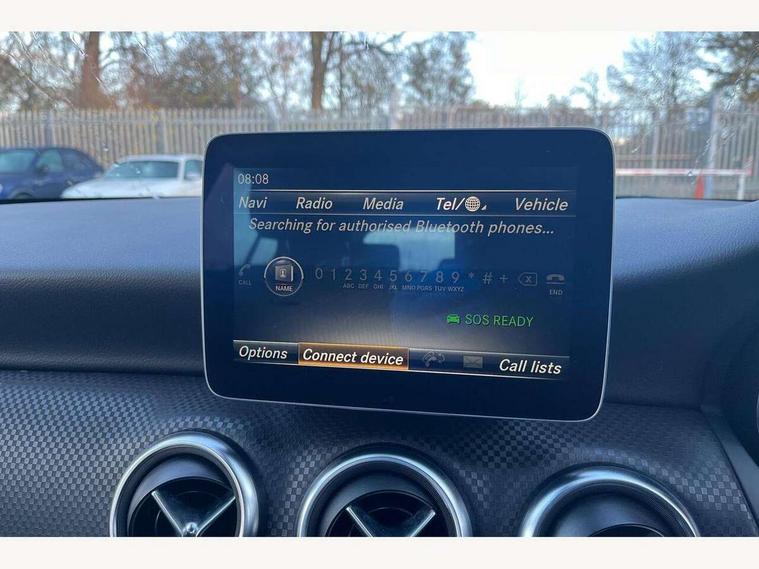 08:08
Navi Radio Media Tel/ Vehicle
Searching for authorised Bluetooth phones...
CALL NAME 0 1 2 3 4 5 6 7 8 9 * # + END
ABC DEF GHI JKL MNO PQRS TUV WXYZ
SOS READY
Options Connect device Call lists